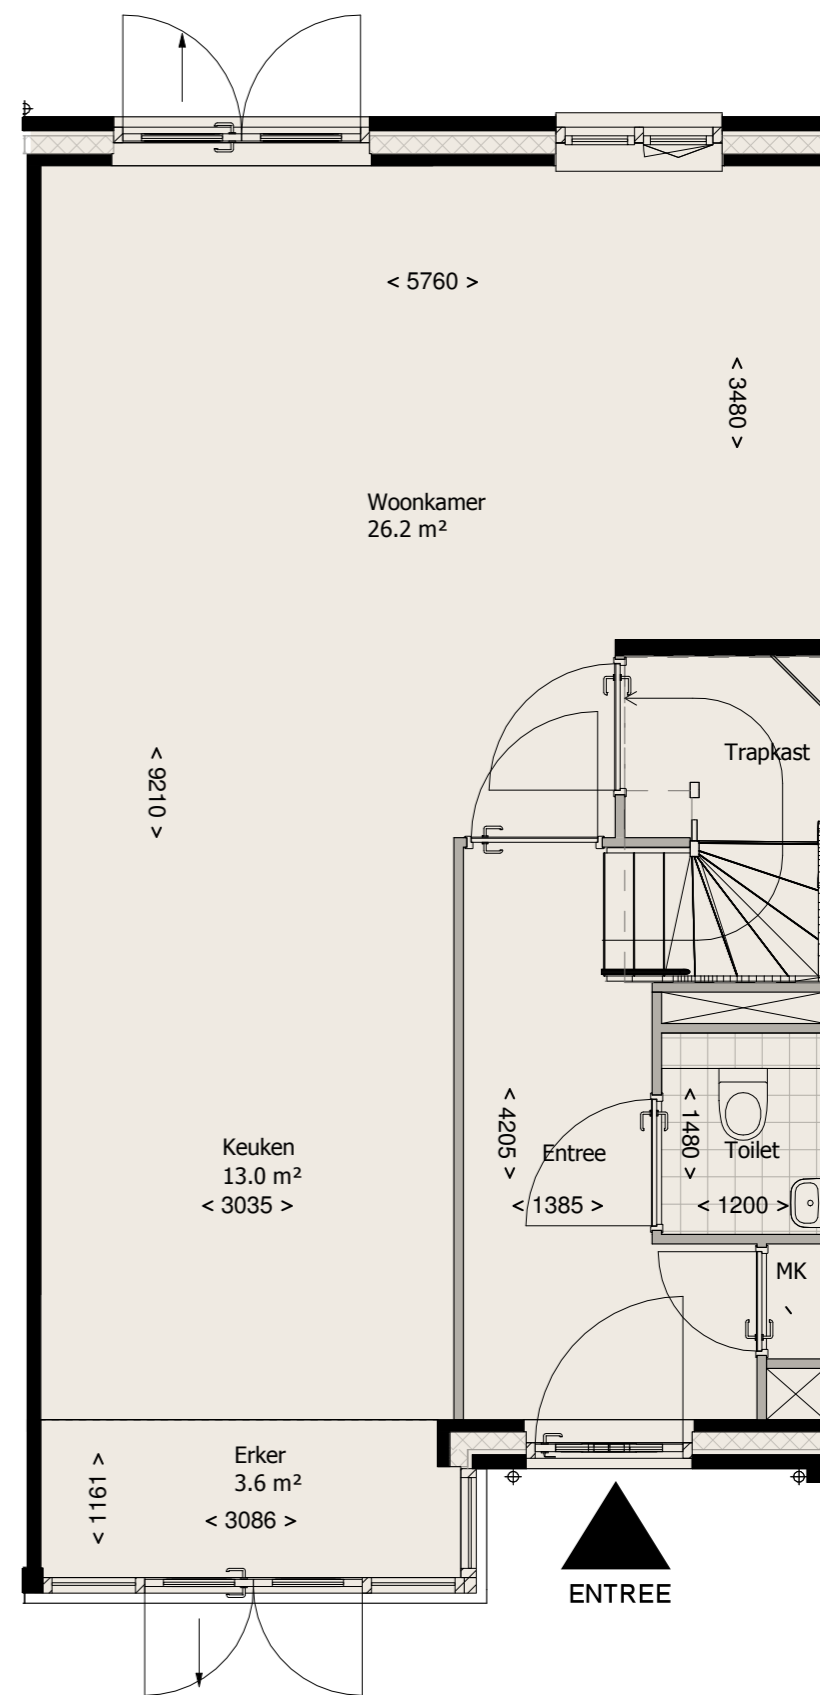 < 5760 >
< 3480 >
Woonkamer
26.2 m²
Trapkast
< 9210 >
< 4205 >
< 1480 >
Keuken
13.0 m²
< 3035 >
Entree
< 1385 >
Toilet
< 1200 >
MK
Erker
3.6 m²
< 3086 >
< 1161 >
ENTREE